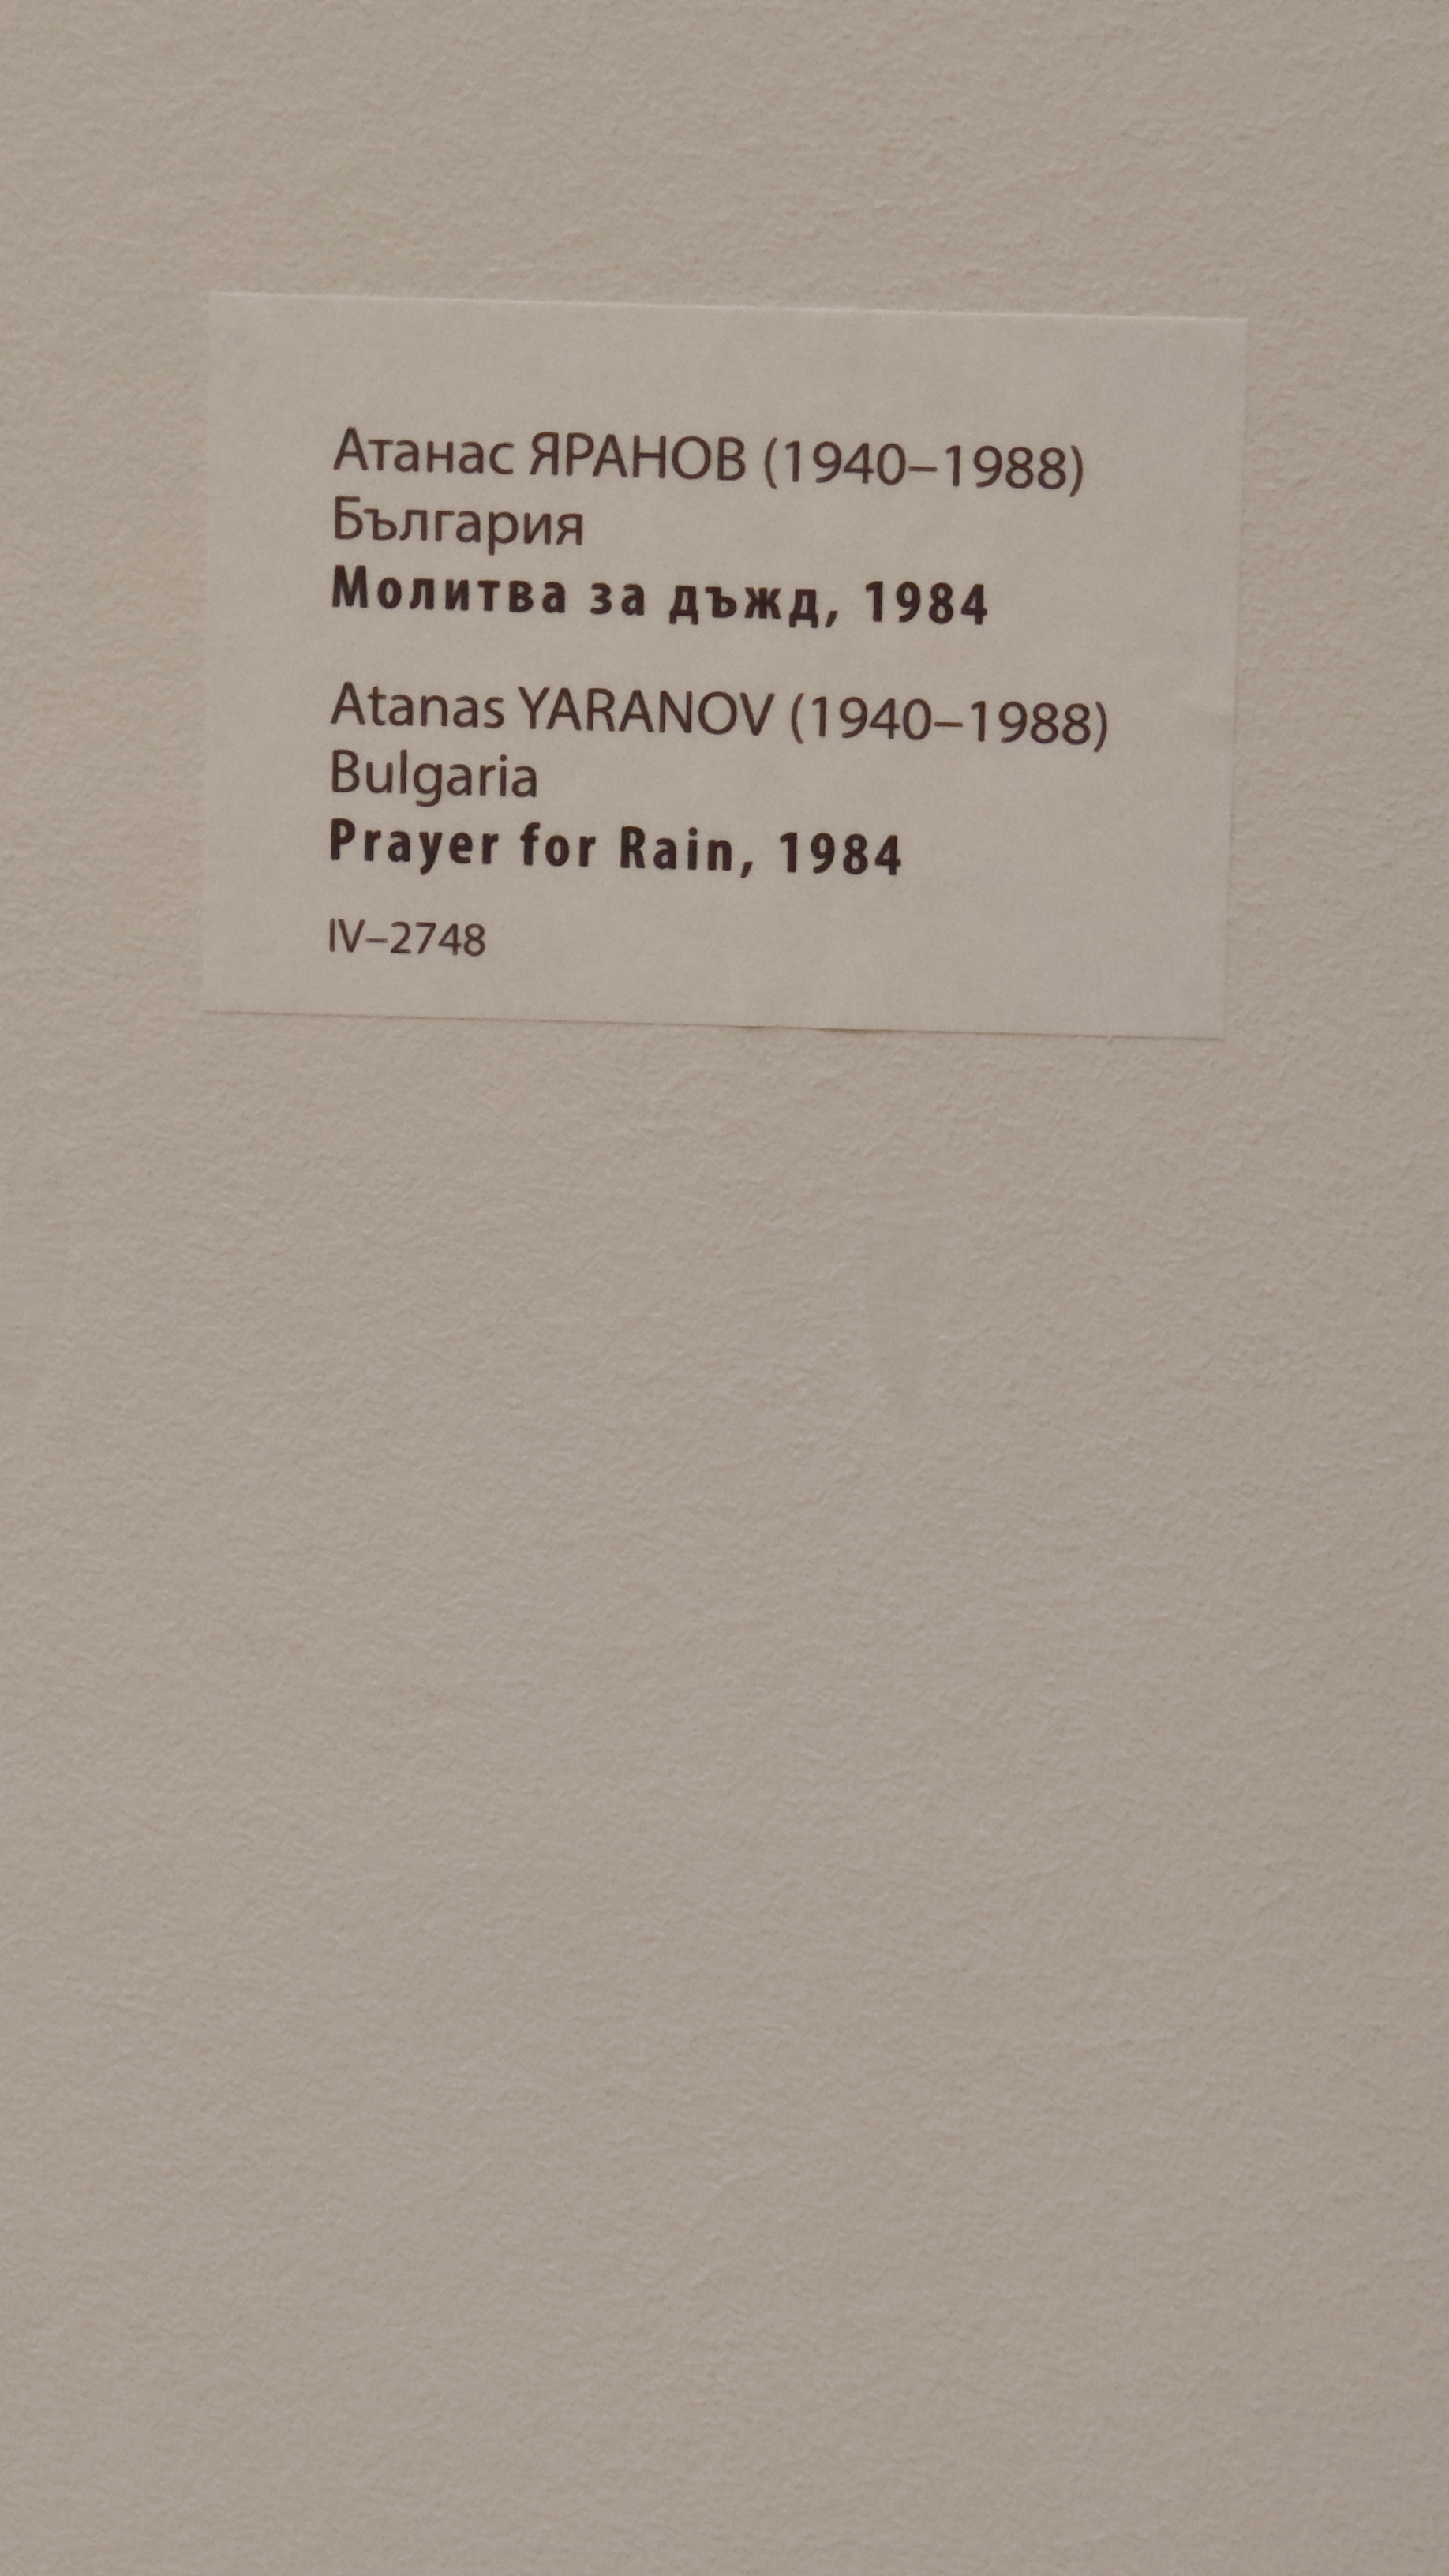 Атанас ЯРАНОВ (1940–1988)
България
Молитва за дъжд, 1984
Atanas YARANOV (1940–1988)
Bulgaria
Prayer for Rain, 1984
IV–2748